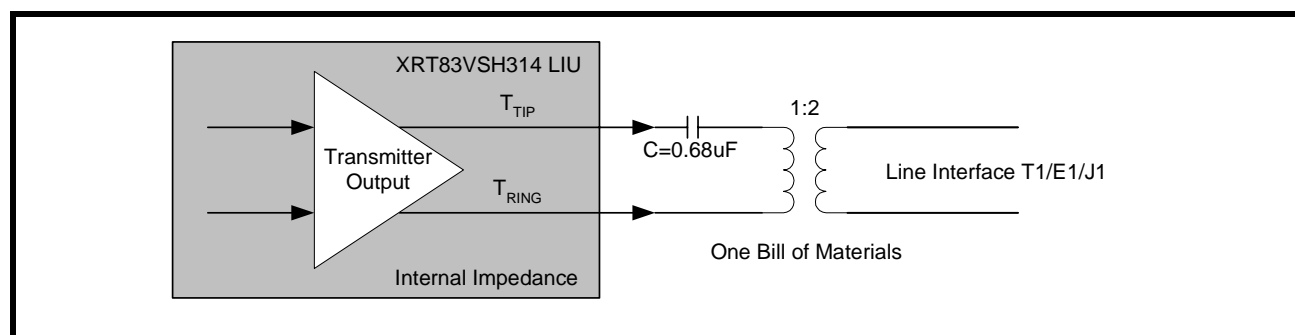 XRT83VSH314 LIU
T_TIP
1:2
Transmitter
Output
C=0.68uF
Line Interface T1/E1/J1
T_RING
One Bill of Materials
Internal Impedance